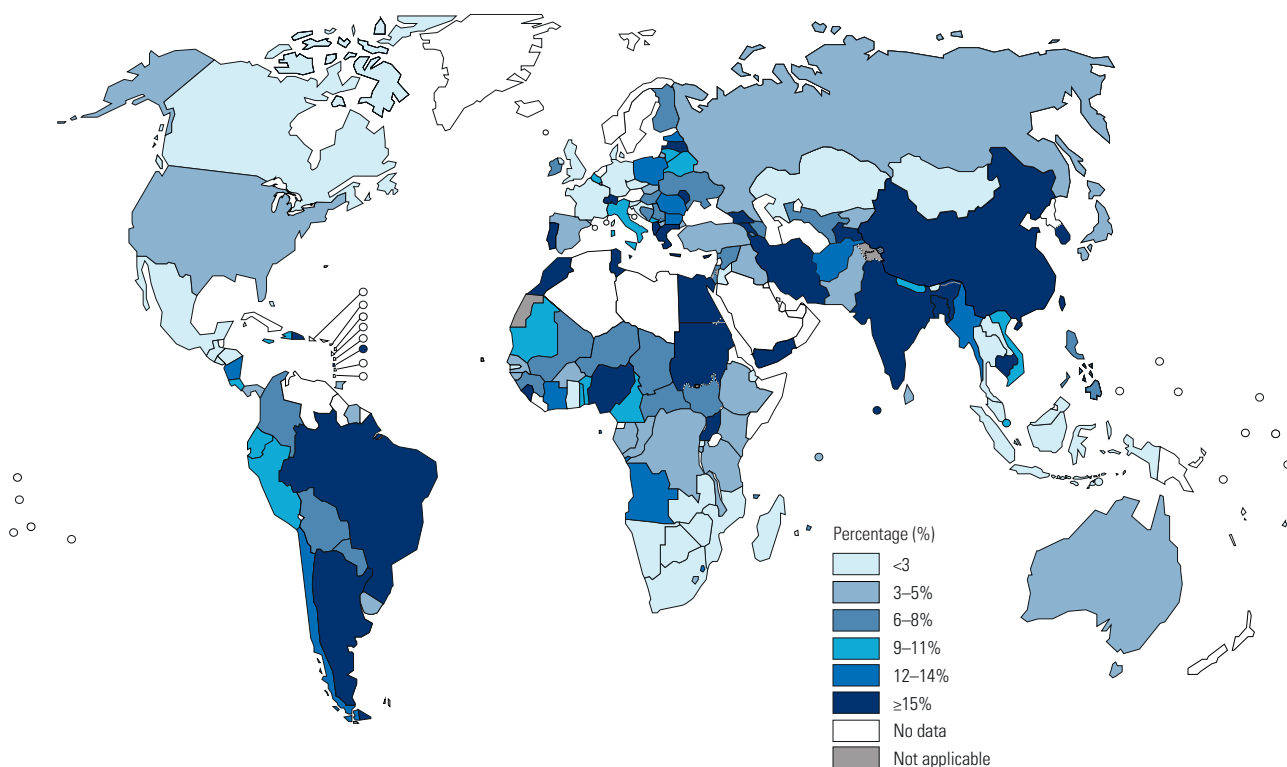 Percentage (%)
<3
3–5%
6–8%
9–11%
12–14%
≥15%
No data
Not applicable